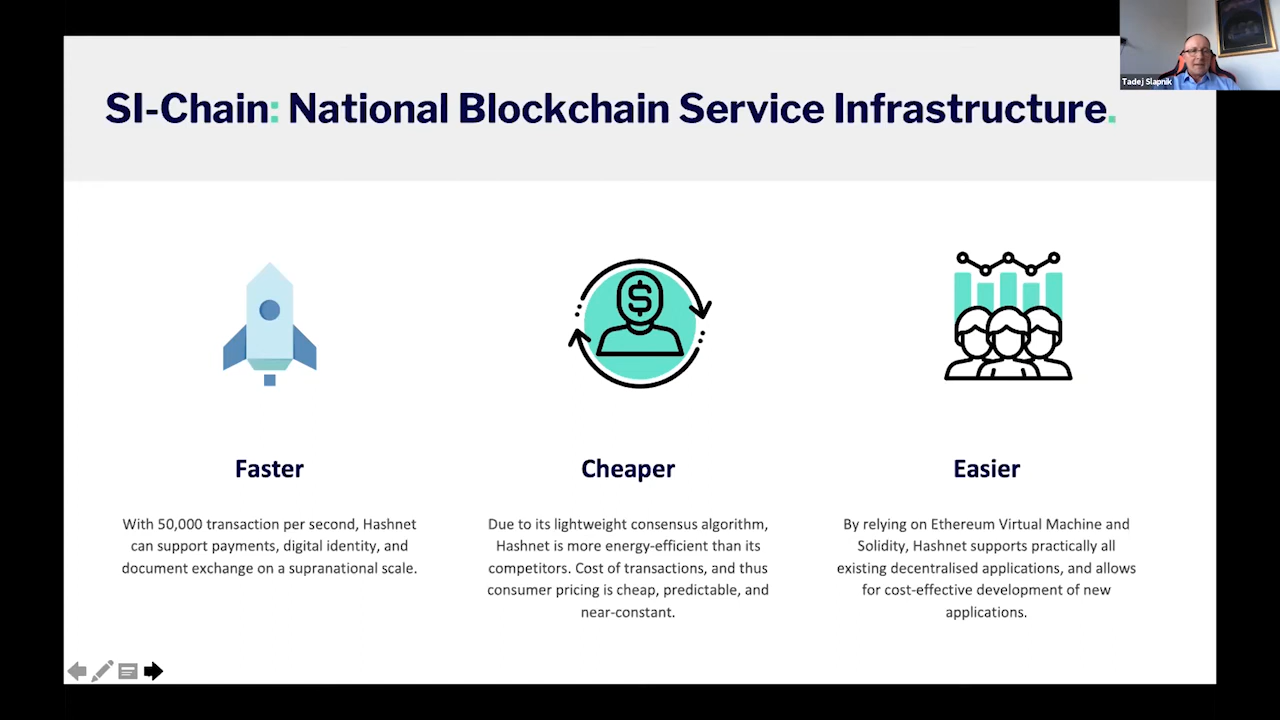 Tadej Slapnik
SI-Chain: National Blockchain Service Infrastructure.
$
Faster
With 50,000 transaction per second, Hashnet
can support payments, digital identity, and
document exchange on a supranational scale.
Cheaper
Due to its lightweight consensus algorithm,
Hashnet is more energy-efficient than its
competitors. Cost of transactions, and thus
consumer pricing is cheap, predictable, and
near-constant.
Easier
By relying on Ethereum Virtual Machine and
Solidity, Hashnet supports practically all
existing decentralised applications, and allows
for cost-effective development of new
applications.